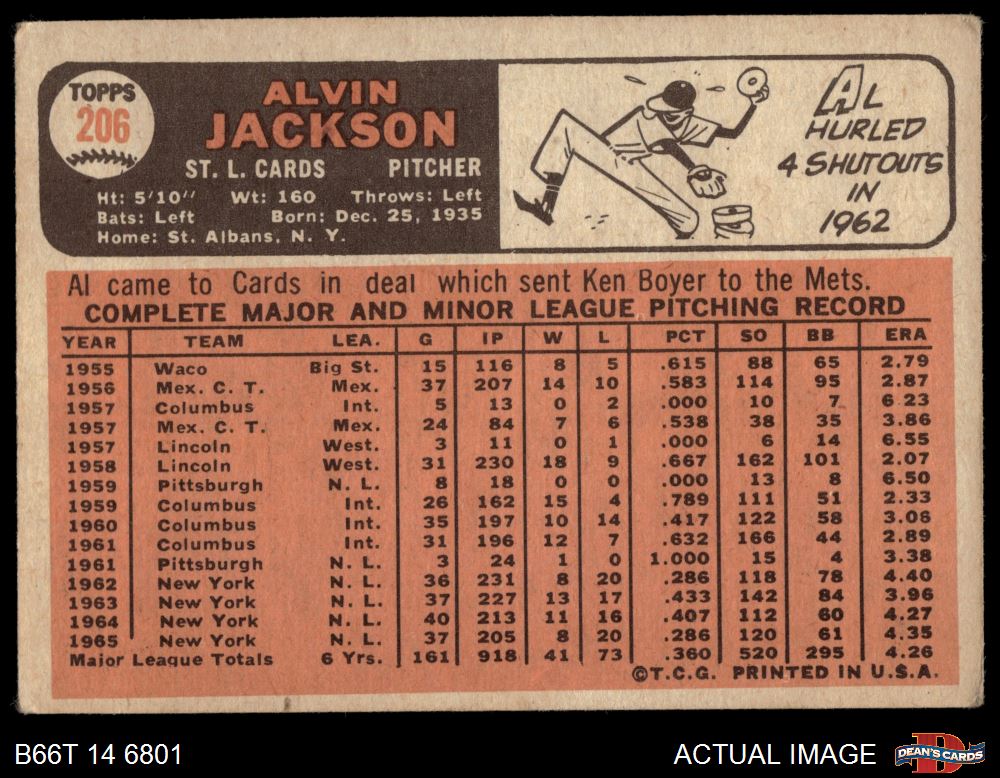 TOPPS
206
ALVIN
JACKSON
ST. L. CARDS PITCHER
Ht: 5'10" Wt: 160 Throws: Left
Bats: Left Born: Dec. 25, 1935
Home: St. Albans, N. Y.
AL
HURLED
4 SHUTOUTS
IN
1962
Al came to Cards in deal which sent Ken Boyer to the Mets.
COMPLETE MAJOR AND MINOR LEAGUE PITCHING RECORD
YEAR TEAM LEA. G IP W L PCT SO BB ERA
1955 Waco Big St. 15 116 8 5 .615 88 65 2.79
1956 Mex. C. T. Mex. 37 207 14 10 .583 114 95 2.87
1957 Columbus Int. 5 13 0 2 .000 10 7 6.23
1957 Mex. C. T. Mex. 24 84 7 6 .538 38 35 3.86
1957 Lincoln West. 3 11 0 1 .000 6 14 6.55
1958 Lincoln West. 31 230 18 9 .667 162 101 2.07
1959 Pittsburgh N. L. 8 18 0 0 .000 13 8 6.50
1959 Columbus Int. 26 162 15 4 .789 111 51 2.33
1960 Columbus Int. 35 197 10 14 .417 122 58 3.06
1961 Columbus Int. 31 196 12 7 .632 166 44 2.89
1961 Pittsburgh N. L. 3 24 1 0 1.000 15 4 3.38
1962 New York N. L. 36 231 8 20 .286 118 78 4.40
1963 New York N. L. 37 227 13 17 .433 142 84 3.96
1964 New York N. L. 40 213 11 16 .407 112 60 4.27
1965 New York N. L. 37 205 8 20 .286 120 61 4.35
Major League Totals 6 Yrs. 161 918 41 73 .360 520 295 4.26
©T.C.G. PRINTED IN U.S.A.
B66T 14 6801
ACTUAL IMAGE
DEAN'S CARDS